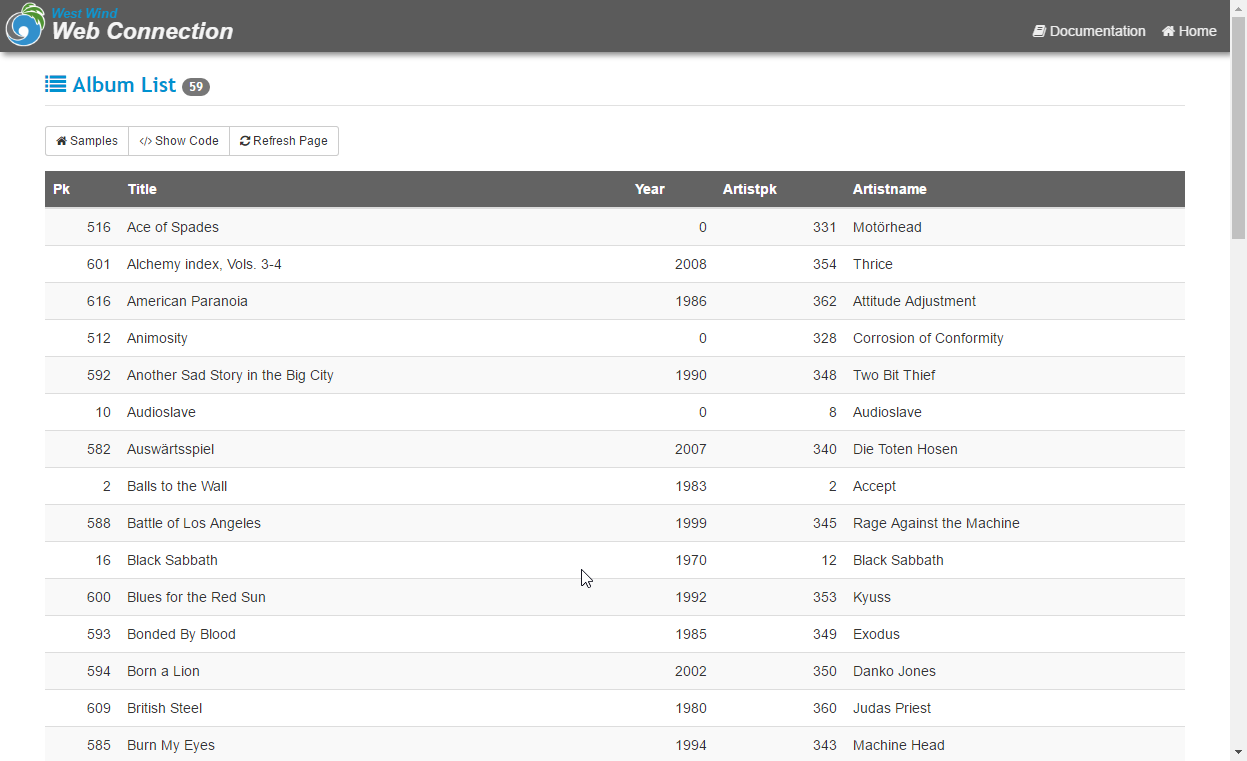 West Wind
Web Connection
Documentation Home
Album List 59
Samples </> Show Code Refresh Page
Pk Title Year Artistpk Artistname
516 Ace of Spades 0 331 Motörhead
601 Alchemy index, Vols. 3-4 2008 354 Thrice
616 American Paranoia 1986 362 Attitude Adjustment
512 Animosity 0 328 Corrosion of Conformity
592 Another Sad Story in the Big City 1990 348 Two Bit Thief
10 Audioslave 0 8 Audioslave
582 Auswärtsspiel 2007 340 Die Toten Hosen
2 Balls to the Wall 1983 2 Accept
588 Battle of Los Angeles 1999 345 Rage Against the Machine
16 Black Sabbath 1970 12 Black Sabbath
600 Blues for the Red Sun 1992 353 Kyuss
593 Bonded By Blood 1985 349 Exodus
594 Born a Lion 2002 350 Danko Jones
609 British Steel 1980 360 Judas Priest
585 Burn My Eyes 1994 343 Machine Head